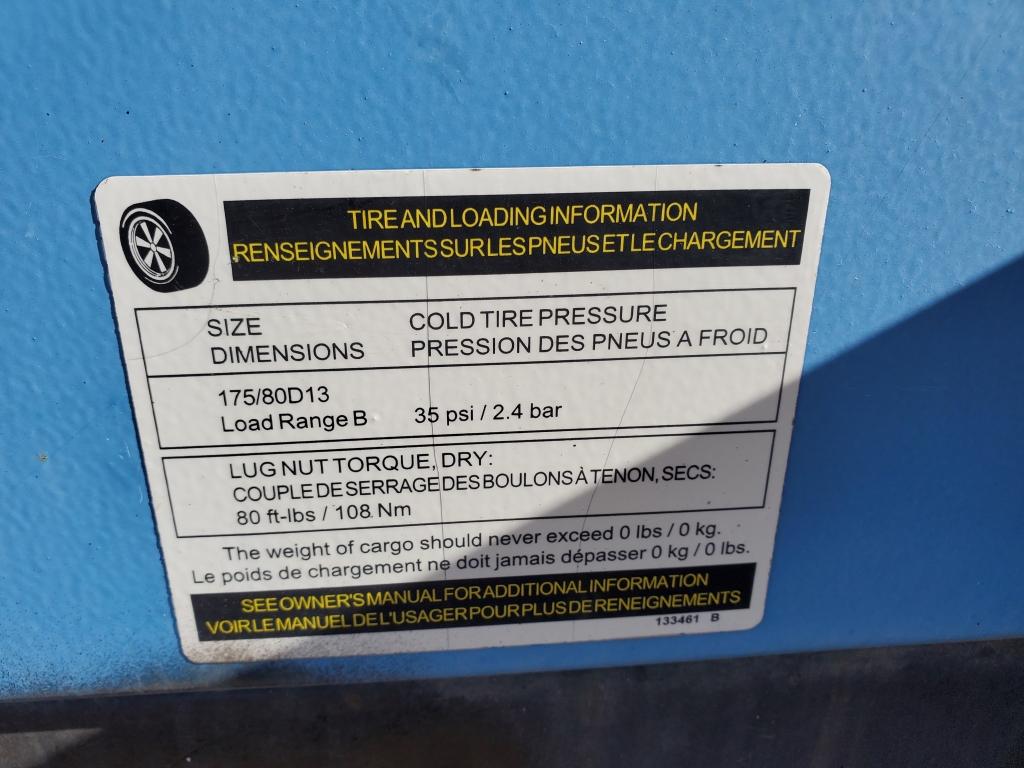 TIRE AND LOADING INFORMATION
RENSEIGNEMENTS SUR LES PNEUS ET LE CHARGEMENT
SIZE
DIMENSIONS
COLD TIRE PRESSURE
PRESSION DES PNEUS A FROID
175/80D13
Load Range B
35 psi / 2.4 bar
LUG NUT TORQUE, DRY:
COUPLE DE SERRAGE DES BOULONS À TENON, SECS:
80 ft-lbs / 108 Nm
The weight of cargo should never exceed 0 lbs / 0 kg.
Le poids de chargement ne doit jamais dépasser 0 kg / 0 lbs.
SEE OWNER'S MANUAL FOR ADDITIONAL INFORMATION
VOIR LE MANUEL DE L'USAGER POUR PLUS DE RENEIGNEMENTS
133461 B